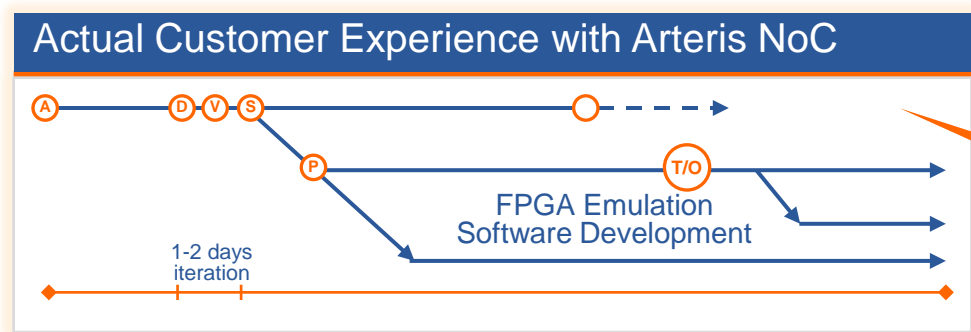 Actual Customer Experience with Arteris NoC
A
D
V
S
P
T/O
FPGA Emulation
Software Development
1-2 days
iteration